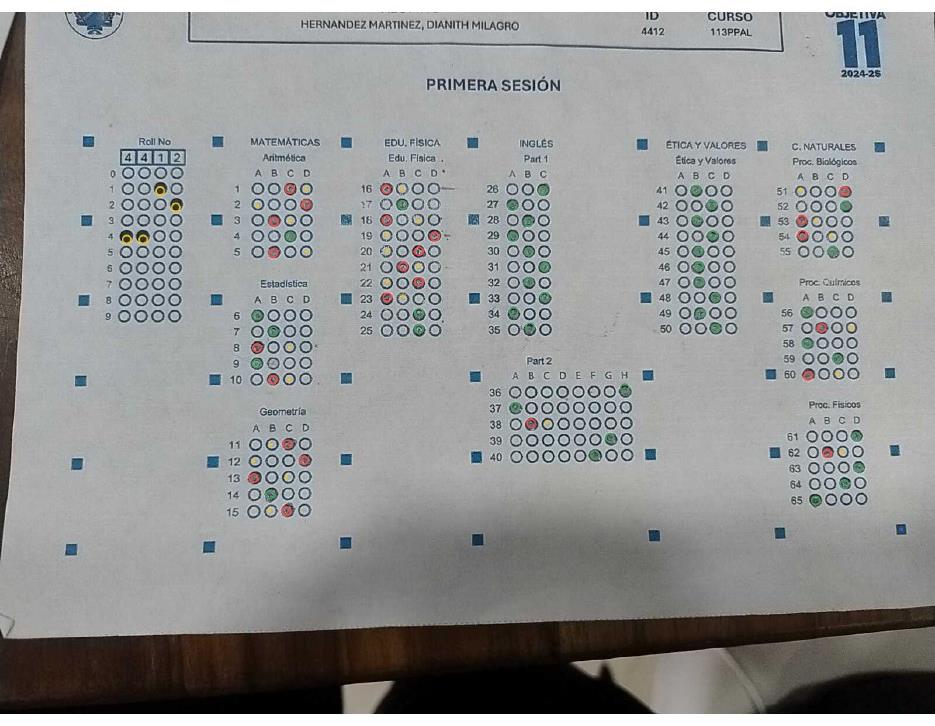 HERNANDEZ MARTINEZ, DIANITH MILAGRO
ID
4412
CURSO
113PPAL
OBJETIVA
11
2024-25
PRIMERA SESIÓN
Roll No
4 4 1 2
0
1
2
3
4
5
6
7
8
9
MATEMÁTICAS
Aritmética
A B C D
1
2
3
4
5
Estadística
A B C D
6
7
8
9
10
Geometría
A B C D
11
12
13
14
15
EDU. FÍSICA
Edu. Física
A B C D
16
17
18
19
20
21
22
23
24
25
INGLÉS
Part 1
A B C
26
27
28
29
30
31
32
33
34
35
Part 2
A B C D E F G H
36
37
38
39
40
ÉTICA Y VALORES
Ética y Valores
A B C D
41
42
43
44
45
46
47
48
49
50
C. NATURALES
Proc. Biológicos
A B C D
51
52
53
54
55
Proc. Químicos
A B C D
56
57
58
59
60
Proc. Físicos
A B C D
61
62
63
64
65